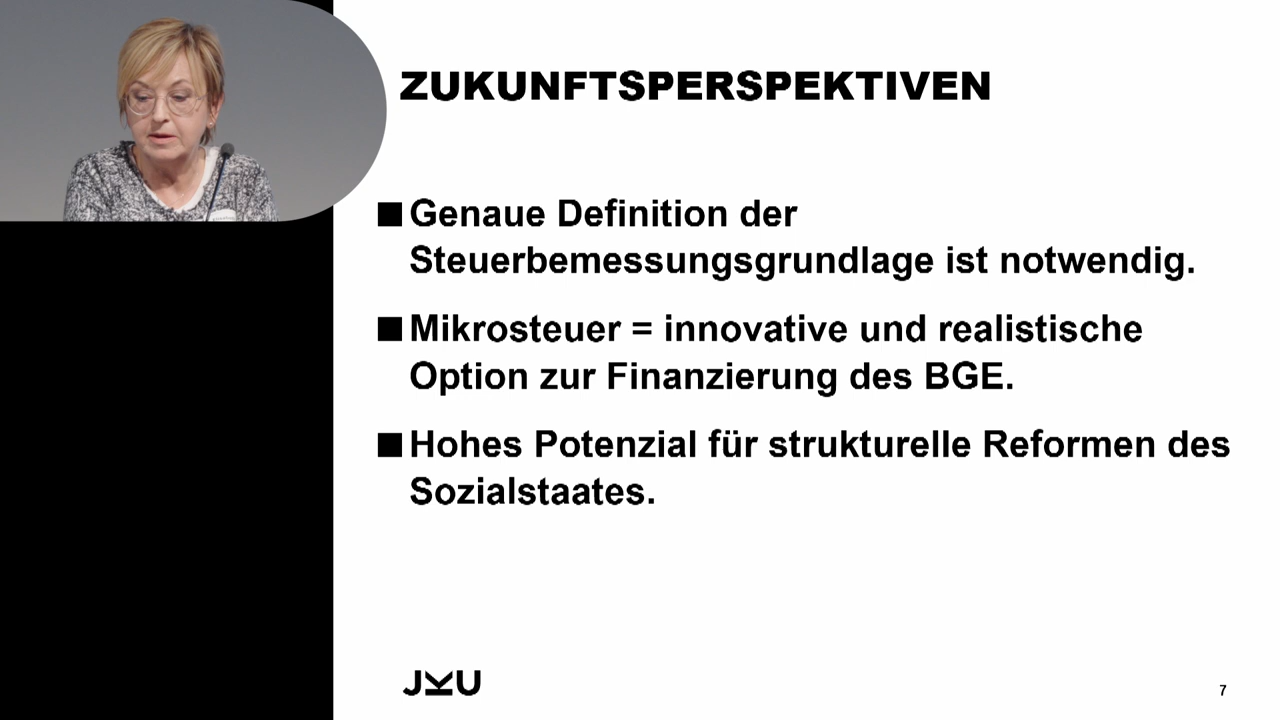 ZUKUNFTSPERSPEKTIVEN
■ Genaue Definition der
Steuerbemessungsgrundlage ist notwendig.
■ Mikrosteuer = innovative und realistische
Option zur Finanzierung des BGE.
■ Hohes Potenzial für strukturelle Reformen des
Sozialstaates.
JKU
7